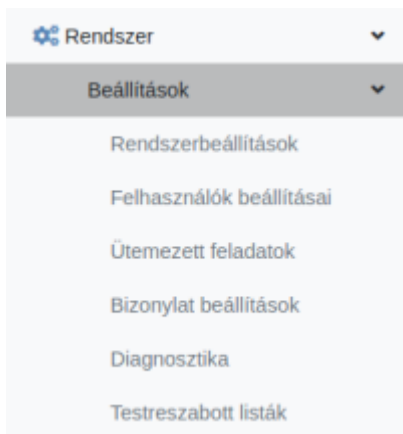 Rendszer
Beállítások
Rendszerbeállítások
Felhasználók beállításai
Ütemezett feladatok
Bizonylat beállítások
Diagnosztika
Testreszabott listák